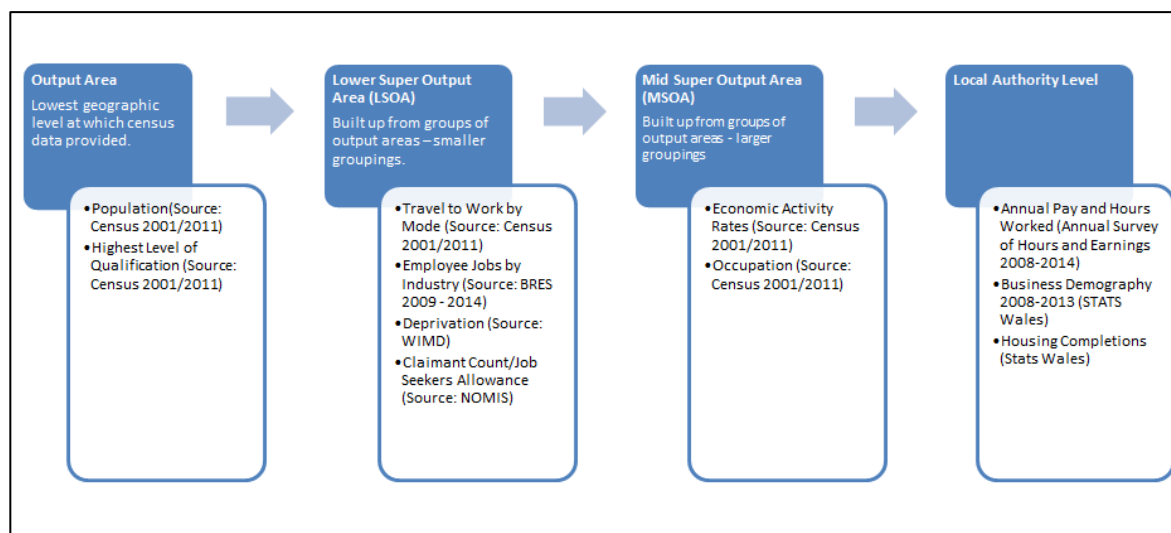 Output Area
Lowest geographic
level at which census
data provided.
•Population(Source:
Census 2001/2011)
•Highest Level of
Qualification (Source:
Census 2001/2011)
Lower Super Output
Area (LSOA)
Built up from groups of
output areas – smaller
groupings.
•Travel to Work by
Mode (Source: Census
2001/2011)
•Employee Jobs by
Industry (Source: BRES
2009 - 2014)
•Deprivation (Source:
WIMD)
•Claimant Count/Job
Seekers Allowance
(Source: NOMIS)
Mid Super Output Area
(MSOA)
Built up from groups of
output areas - larger
groupings
•Economic Activity
Rates (Source: Census
2001/2011)
•Occupation (Source:
Census 2001/2011)
Local Authority Level
•Annual Pay and Hours
Worked (Annual Survey
of Hours and Earnings
2008-2014)
•Business Demography
2008-2013 (STATS
Wales)
•Housing Completions
(Stats Wales)